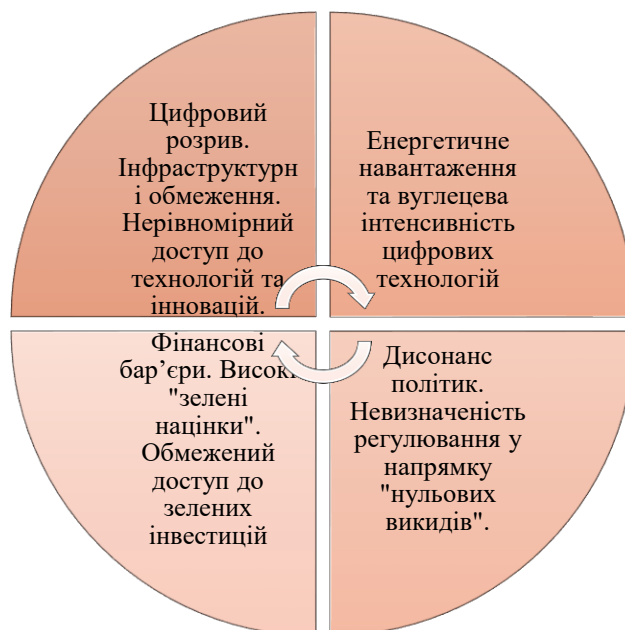 Цифровий
розрив.
Інфраструктурн
і обмеження.
Нерівномірний
доступ до
технологій та
інновацій.
Енергетичне
навантаження
та вуглецева
інтенсивність
цифрових
технологій
Фінансові
бар’єри. Високі
"зелені
націнки".
Обмежений
доступ до
зелених
інвестицій
Дисонанс
політик.
Невизначеність
регулювання у
напрямку
"нульових
викидів".